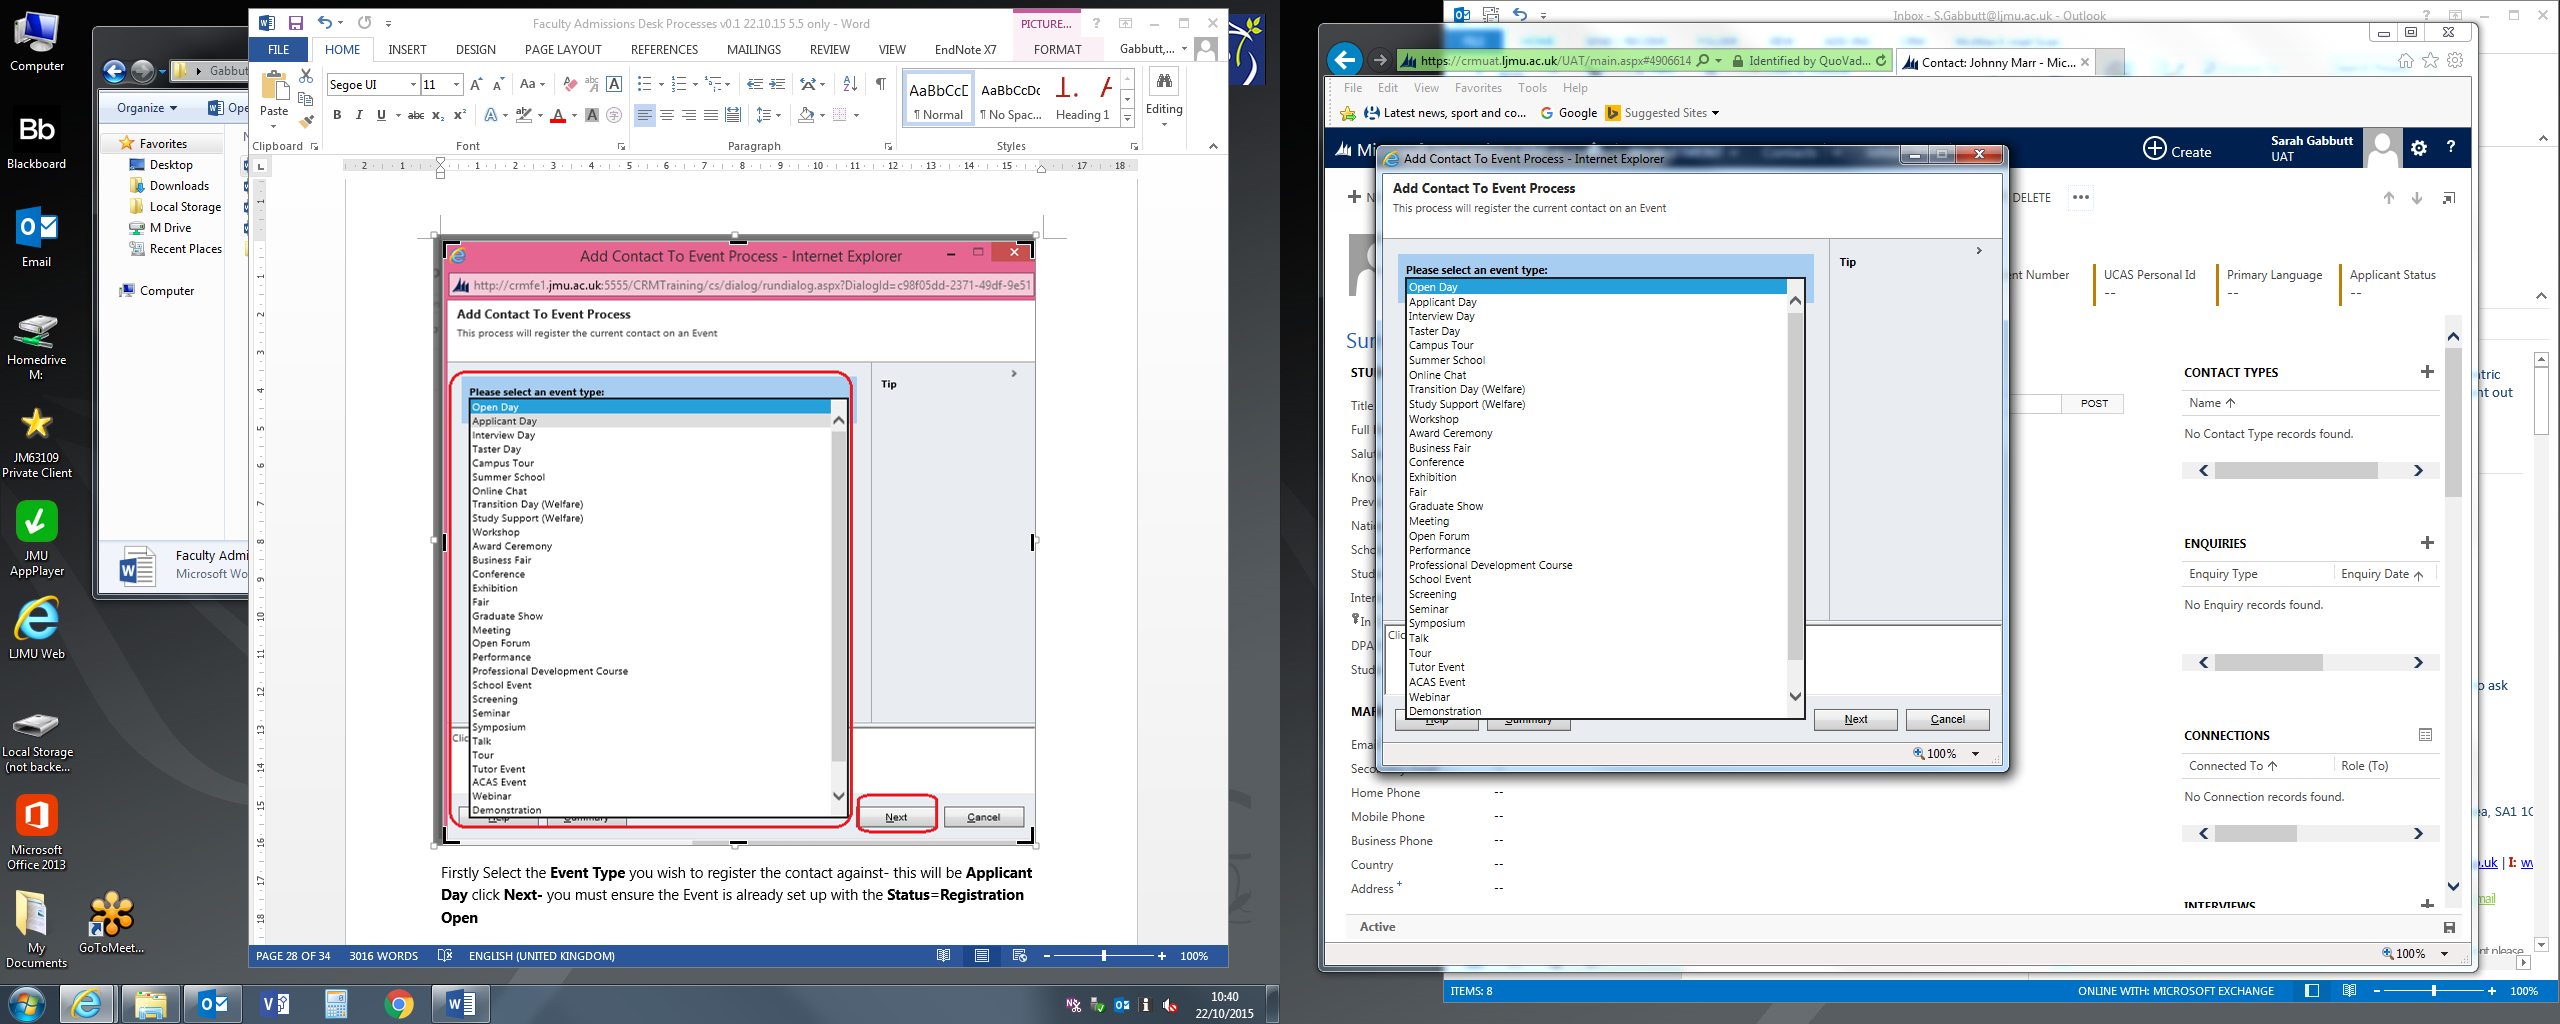 Computer
Blackboard
Email
Homedrive
M:
JM63109
Private Client
JMU
AppPlayer
LJMU Web
Local Storage
(not backe...
Microsoft
Office 2013
My
Documents
GoToMeet...
Gabbutt
Organize
Favorites
Desktop
Downloads
Local Storage
M Drive
Recent Places
Computer
Faculty Admi
Microsoft Wo
Faculty Admissions Desk Processes v0.1 22.10.15 5.5 only - Word
PICTURE...
FILE HOME INSERT DESIGN PAGE LAYOUT REFERENCES MAILINGS REVIEW VIEW EndNote X7 FORMAT Gabbutt,...
Paste
Segoe UI 11
AaBbCcD AaBbCcDc 1.
¶ Normal ¶ No Spac... Heading 1
Editing
Clipboard Font Paragraph Styles
Add Contact To Event Process - Internet Explorer
http://crmfe1.jmu.ac.uk:5555/CRMTraining/cs/dialog/rundialog.aspx?DialogId=c98f05dd-2371-49df-9e51
Add Contact To Event Process
This process will register the current contact on an Event
Tip
Please select an event type:
Open Day
Applicant Day
Interview Day
Taster Day
Campus Tour
Summer School
Online Chat
Transition Day (Welfare)
Study Support (Welfare)
Workshop
Award Ceremony
Business Fair
Conference
Exhibition
Fair
Graduate Show
Meeting
Open Forum
Performance
Professional Development Course
School Event
Screening
Seminar
Symposium
Talk
Tour
Tutor Event
ACAS Event
Webinar
Demonstration
Help Summary Next Cancel
Firstly Select the Event Type you wish to register the contact against- this will be Applicant
Day click Next- you must ensure the Event is already set up with the Status=Registration
Open
PAGE 28 OF 34 3016 WORDS ENGLISH (UNITED KINGDOM) 100%
10:40
22/10/2015
Inbox - S.Gabbutt@ljmu.ac.uk - Outlook
https://crmuat.ljmu.ac.uk/UAT/main.aspx#4906614 Identified by QuoVad... Contact: Johnny Marr - Mic...
File Edit View Favorites Tools Help
Latest news, sport and co... Google Suggested Sites
Create
Sarah Gabbutt
UAT
DELETE
Add Contact To Event Process - Internet Explorer
Add Contact To Event Process
This process will register the current contact on an Event
Tip
Please select an event type:
Open Day
Applicant Day
Interview Day
Taster Day
Campus Tour
Summer School
Online Chat
Transition Day (Welfare)
Study Support (Welfare)
Workshop
Award Ceremony
Business Fair
Conference
Exhibition
Fair
Graduate Show
Meeting
Open Forum
Performance
Professional Development Course
School Event
Screening
Seminar
Symposium
Talk
Tour
Tutor Event
ACAS Event
Webinar
Demonstration
Help Summary Next Cancel
100%
Number UCAS Personal Id Primary Language Applicant Status
-- -- --
Title
POST
CONTACT TYPES
Name
No Contact Type records found.
ENQUIRIES
Enquiry Type Enquiry Date
No Enquiry records found.
CONNECTIONS
Connected To Role (To)
No Connection records found.
INTERVIEWS
Home Phone --
Mobile Phone --
Business Phone --
Country --
Address --
Active
100%
ITEMS: 8 ONLINE WITH: MICROSOFT EXCHANGE 100%